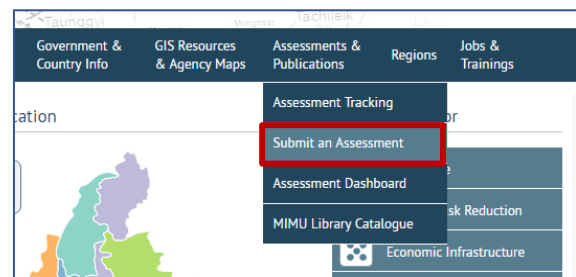 Taunggyi
Tachileik
Government &
Country Info
GIS Resources
& Agency Maps
Assessments &
Publications
Regions
Jobs &
Trainings
Assessment Tracking
Submit an Assessment
Assessment Dashboard
MIMU Library Catalogue
cation
or
e
sk Reduction
Economic Infrastructure